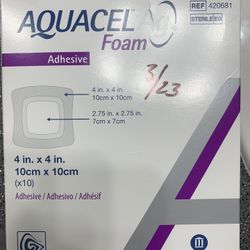 AQUACEL Ag
Foam
REF 420681
STERILE EO
Adhesive
3/23
4 in. x 4 in.
10cm x 10cm
2.75 in. x 2.75 in.
7cm x 7cm
4 in. x 4 in.
10cm x 10cm
(x10)
Adhesive / Adhesivo / Adhésif